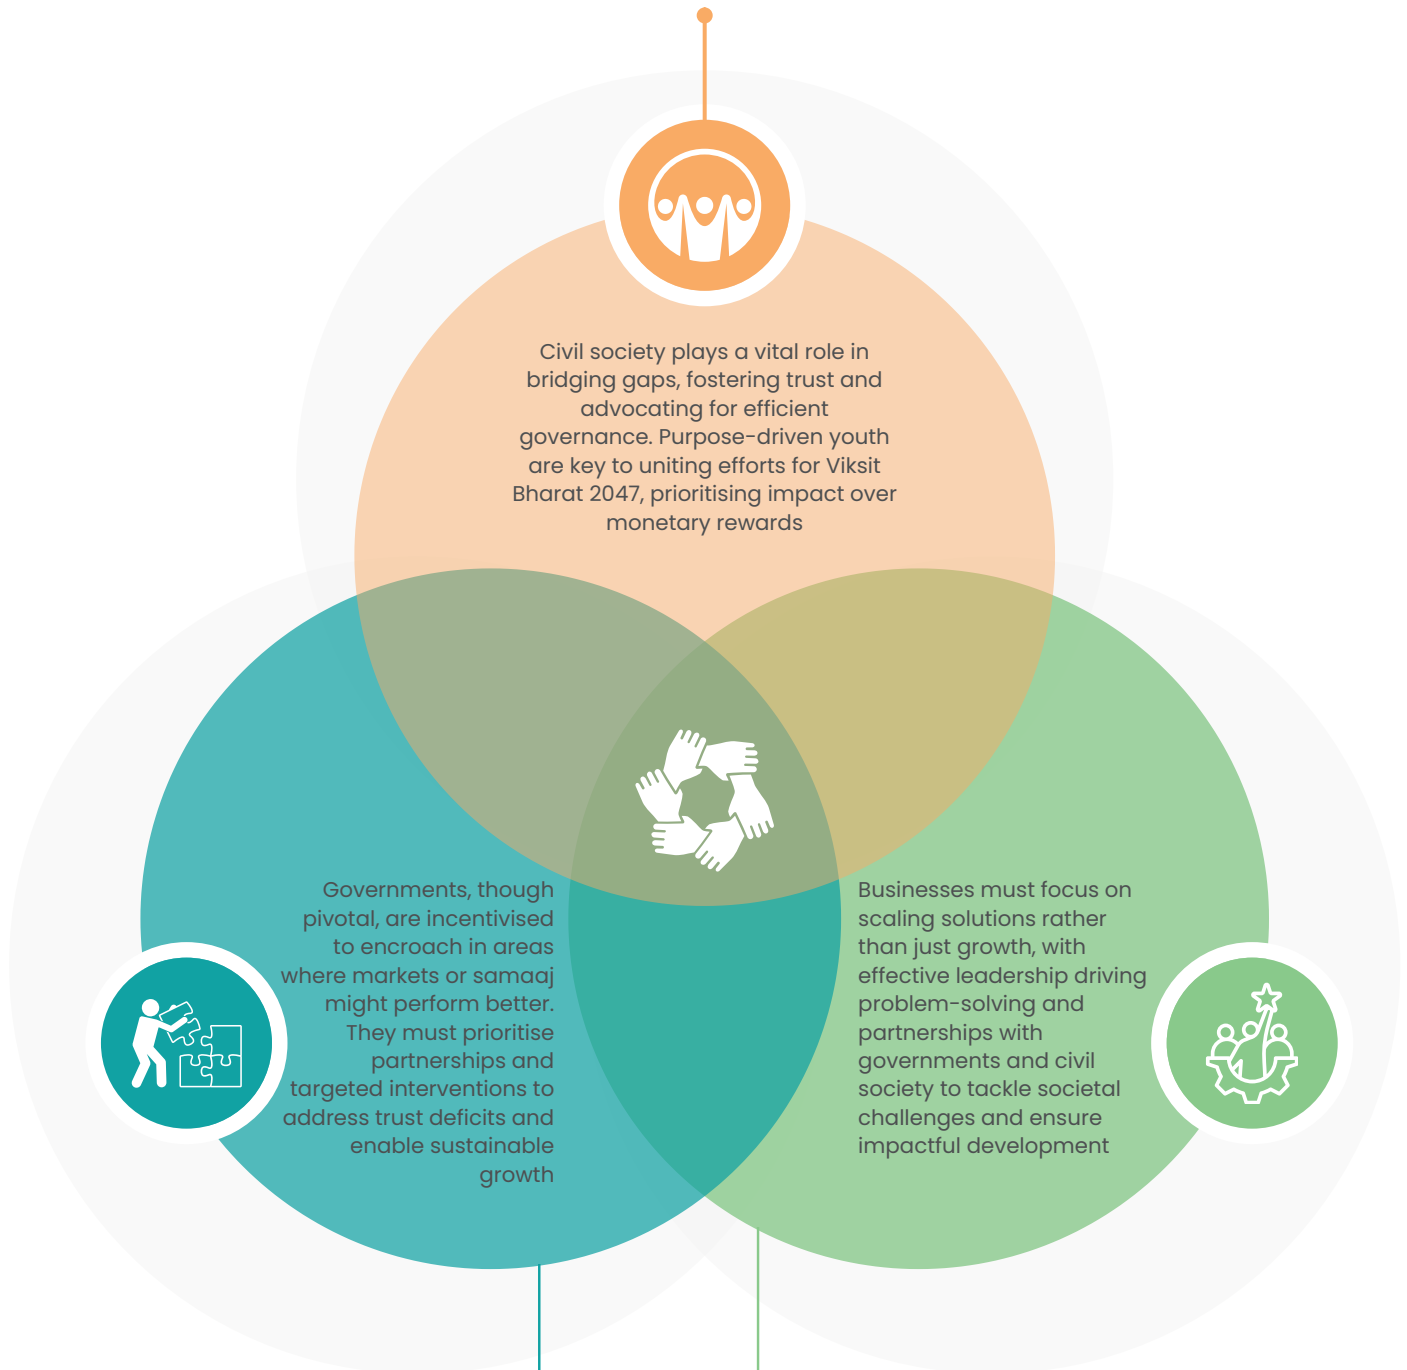 Civil society plays a vital role in
bridging gaps, fostering trust and
advocating for efficient
governance. Purpose-driven youth
are key to uniting efforts for Viksit
Bharat 2047, prioritising impact over
monetary rewards
Governments, though
pivotal, are incentivised
to encroach in areas
where markets or samaaj
might perform better.
They must prioritise
partnerships and
targeted interventions to
address trust deficits and
enable sustainable
growth
Businesses must focus on
scaling solutions rather
than just growth, with
effective leadership driving
problem-solving and
partnerships with
governments and civil
society to tackle societal
challenges and ensure
impactful development